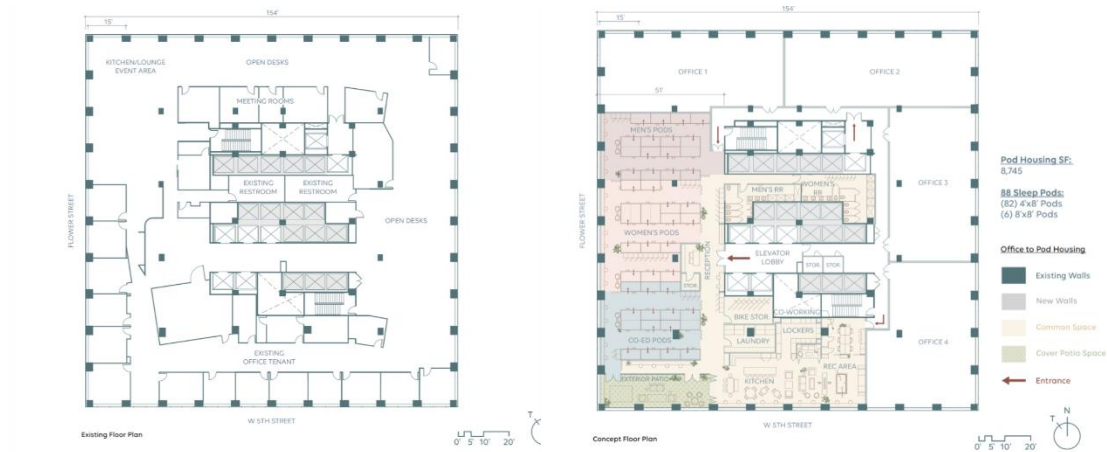 154'
15'
KITCHEN/LOUNGE
EVENT AREA
OPEN DESKS
MEETING ROOMS
EXISTING
RESTROOM
EXISTING
RESTROOM
OPEN DESKS
FLOWER STREET
EXISTING
OFFICE TENANT
W 5TH STREET
Existing Floor Plan
T
0' 5' 10' 20'
154'
15'
OFFICE 1
OFFICE 2
51'
MEN'S PODS
MEN'S RR
WOMEN'S
RR
OFFICE 3
FLOWER STREET
WOMEN'S PODS
RECEPTION
ELEVATOR
LOBBY
STOR.
STOR.
STOR.
BIKE STOR.
CO-WORKING
CO-ED PODS
LAUNDRY
LOCKERS
OFFICE 4
EXTERIOR PATIO
KITCHEN
REC AREA
W 5TH STREET
Concept Floor Plan
Pod Housing SF:
8,745
88 Sleep Pods:
(82) 4'x8' Pods
(6) 8'x8' Pods
Office to Pod Housing
Existing Walls
New Walls
Common Space
Cover Patio Space
Entrance
T
N
0' 5' 10' 20'